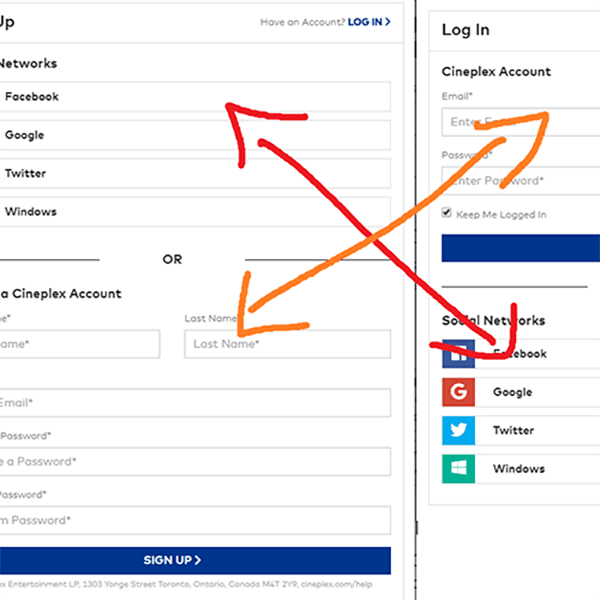 Up
Have an Account? LOG IN >
Networks
Facebook
Google
Twitter
Windows
OR
a Cineplex Account
me*
Last Name*
ame*
Last Name*
Email*
Password*
e a Password*
Password*
m Password*
SIGN UP >
ex Entertainment LP, 1303 Yonge Street Toronto, Ontario, Canada M4T 2Y9, cineplex.com/help
Log In
Cineplex Account
Email*
Enter
Password*
Enter Password*
Keep Me Logged In
Social Networks
Facebook
Google
Twitter
Windows